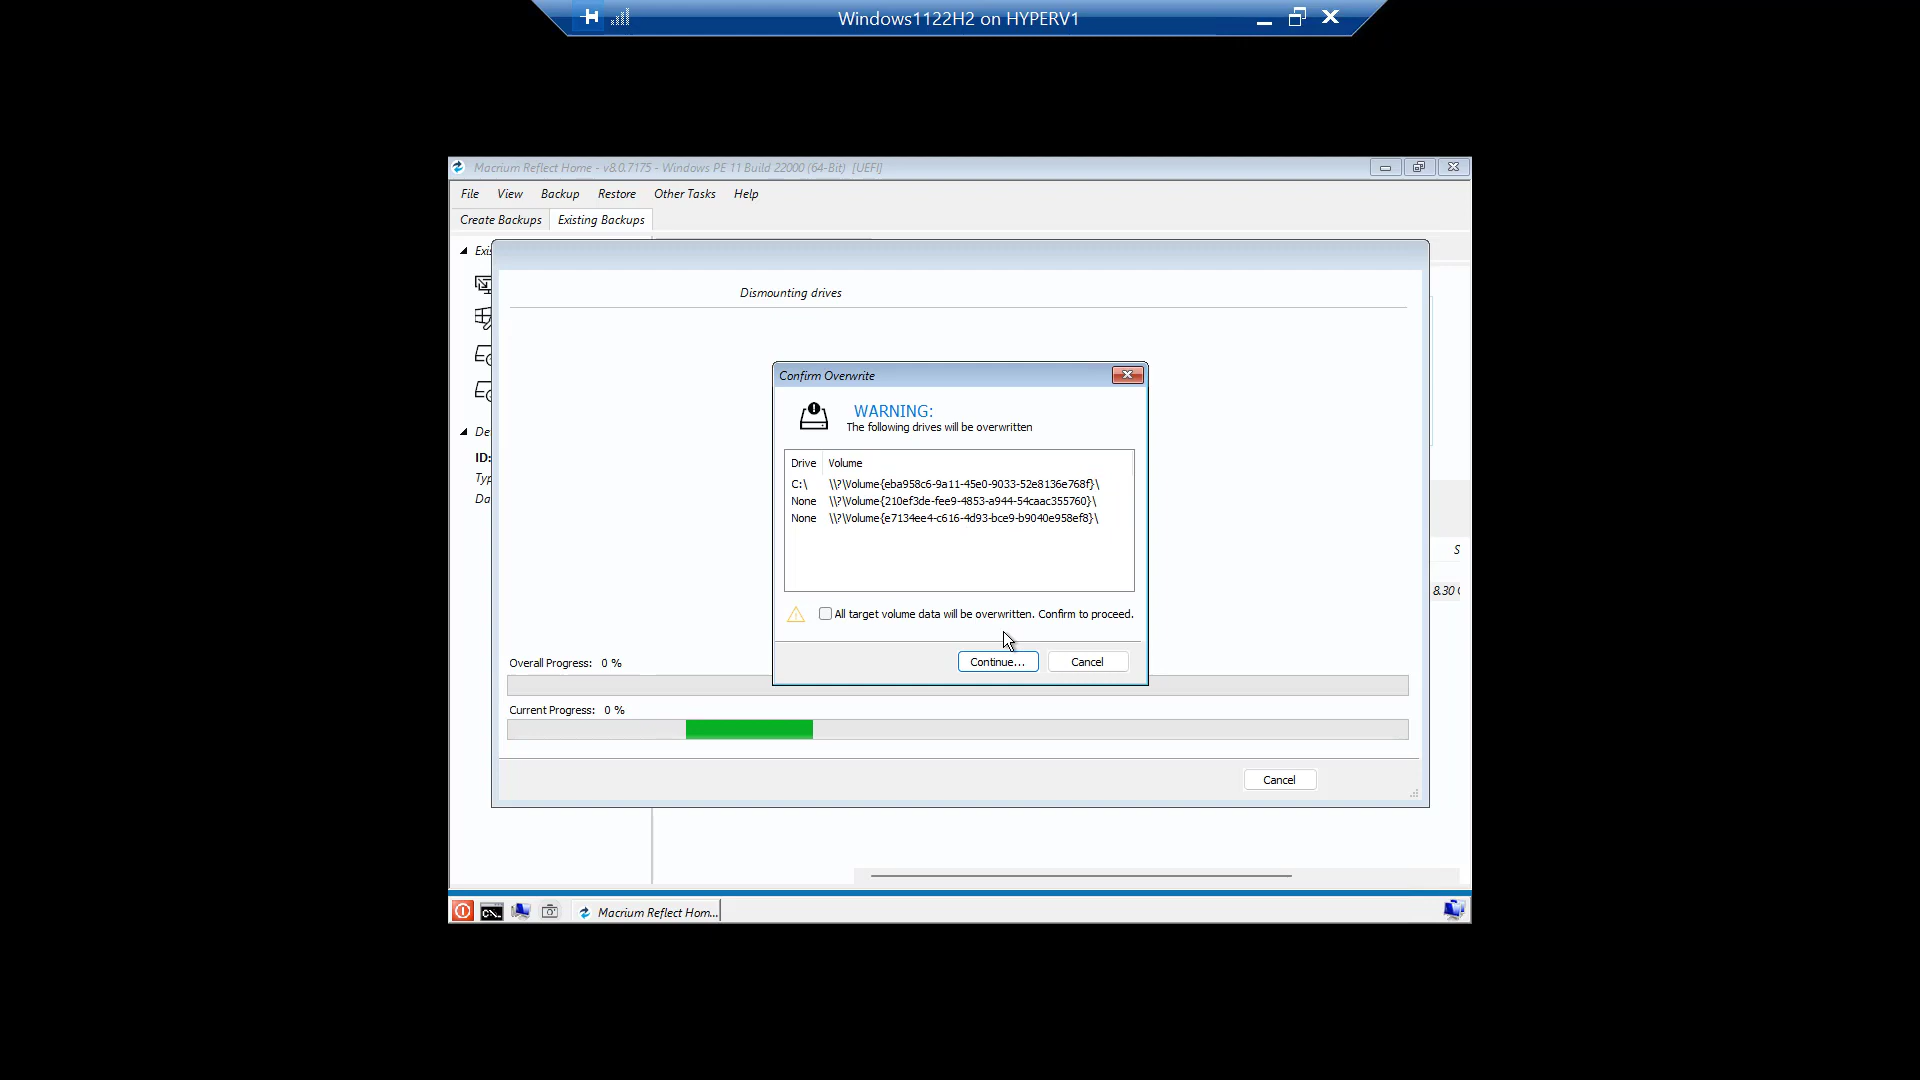 Windows1122H2 on HYPERV1
Macrium Reflect Home - v8.0.7175 - Windows PE 11 Build 22000 (64-Bit) [UEFI]
File View Backup Restore Other Tasks Help
Create Backups Existing Backups
Dismounting drives
Confirm Overwrite
WARNING:
The following drives will be overwritten
ID:
Drive Volume
C:\ \\?\Volume{eba958c6-9a11-45e0-9033-52e8136e768f}\
None \\?\Volume{210ef3de-fee9-4853-a944-54caac355760}\
None \\?\Volume{e7134ee4-c616-4d93-bce9-b9040e958ef8}\
S
8.30
All target volume data will be overwritten. Confirm to proceed.
Continue... Cancel
Overall Progress: 0 %
Current Progress: 0 %
Cancel
Macrium Reflect Hom...